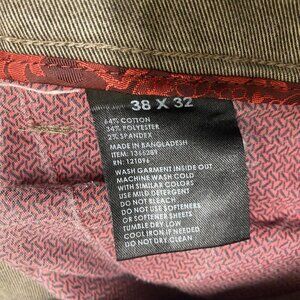 38 X 32
64% COTTON
34% POLYESTER
2% SPANDEX
MADE IN BANGLADESH
ITEM: 1366289
RN: 121096
WASH GARMENT INSIDE OUT
MACHINE WASH COLD
WITH SIMILAR COLORS
USE MILD DETERGENT
DO NOT BLEACH
DO NOT USE SOFTENERS
OR SOFTENER SHEETS
TUMBLE DRY LOW
COOL IRON IF NEEDED
DO NOT DRY CLEAN